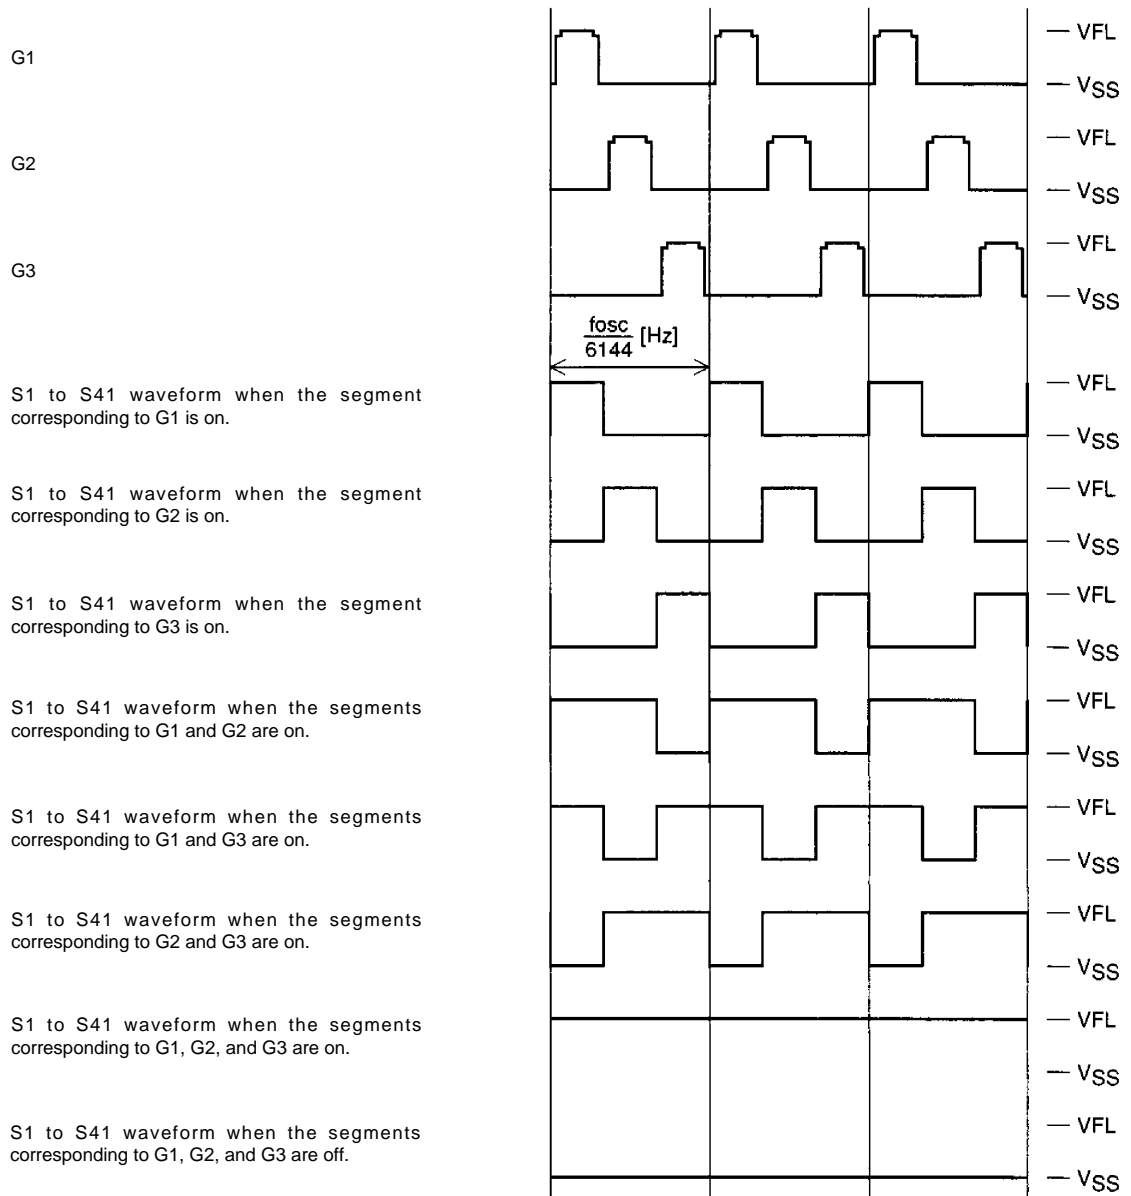 G1
VFL
VSS
G2
VFL
VSS
G3
VFL
VSS
fosc
6144 [Hz]
S1 to S41 waveform when the segment
corresponding to G1 is on.
VFL
VSS
S1 to S41 waveform when the segment
corresponding to G2 is on.
VFL
VSS
S1 to S41 waveform when the segment
corresponding to G3 is on.
VFL
VSS
S1 to S41 waveform when the segments
corresponding to G1 and G2 are on.
VFL
VSS
S1 to S41 waveform when the segments
corresponding to G1 and G3 are on.
VFL
VSS
S1 to S41 waveform when the segments
corresponding to G2 and G3 are on.
VFL
VSS
S1 to S41 waveform when the segments
corresponding to G1, G2, and G3 are on.
VFL
VSS
S1 to S41 waveform when the segments
corresponding to G1, G2, and G3 are off.
VFL
VSS